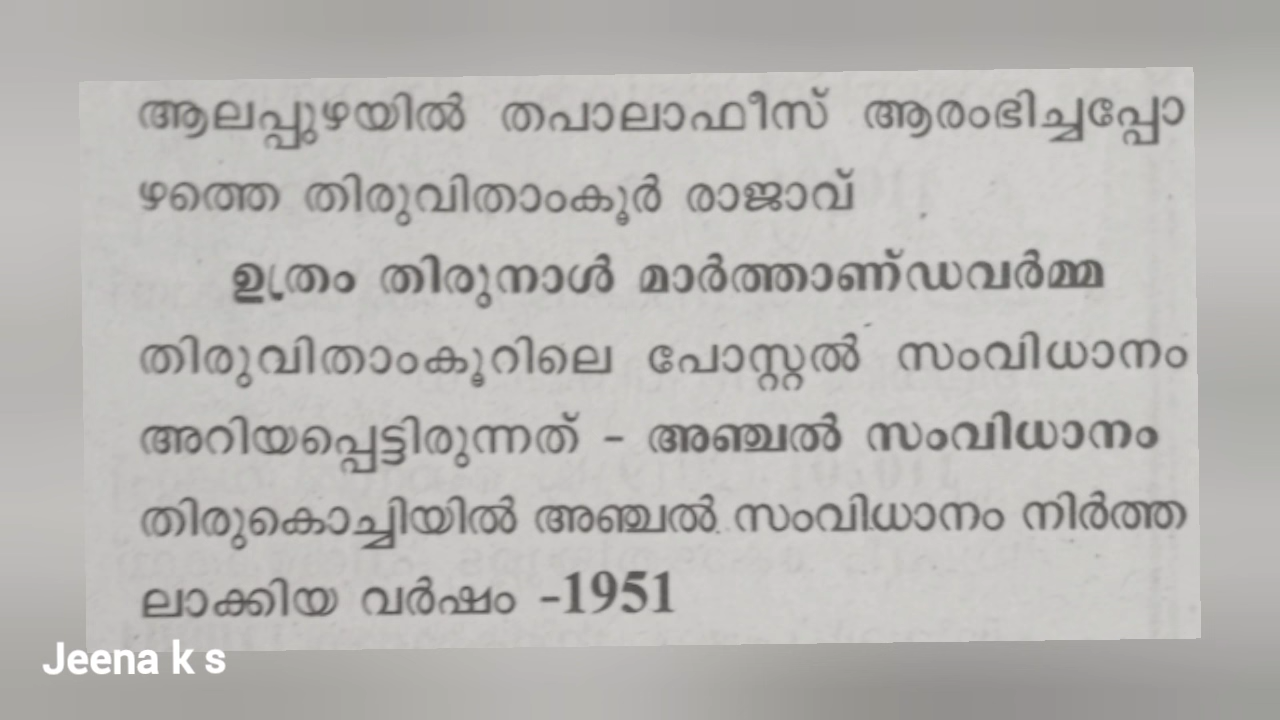 ആലപ്പുഴയിൽ തപാലാഫീസ് ആരംഭിച്ചപ്പോ
ഴത്തെ തിരുവിതാംകൂർ രാജാവ്
ഉത്രം തിരുനാൾ മാർത്താണ്ഡവർമ്മ
തിരുവിതാംകൂറിലെ പോസ്റ്റൽ സംവിധാനം
അറിയപ്പെട്ടിരുന്നത് - അഞ്ചൽ സംവിധാനം
തിരുകൊച്ചിയിൽ അഞ്ചൽ സംവിധാനം നിർത്ത
ലാക്കിയ വർഷം -1951
Jeena k s